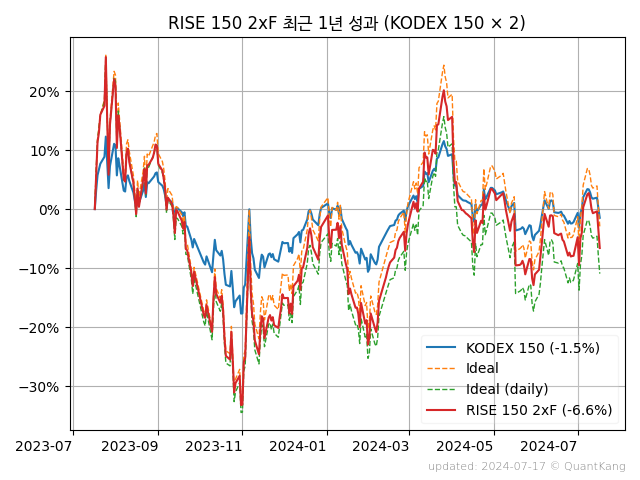 RISE 150 2xF 최근 1년 성과 (KODEX 150 × 2)
20%
10%
0%
−10%
−20%
−30%
KODEX 150 (-1.5%)
Ideal
Ideal (daily)
RISE 150 2xF (-6.6%)
2023-07 2023-09 2023-11 2024-01 2024-03 2024-05 2024-07
updated: 2024-07-17 © QuantKang